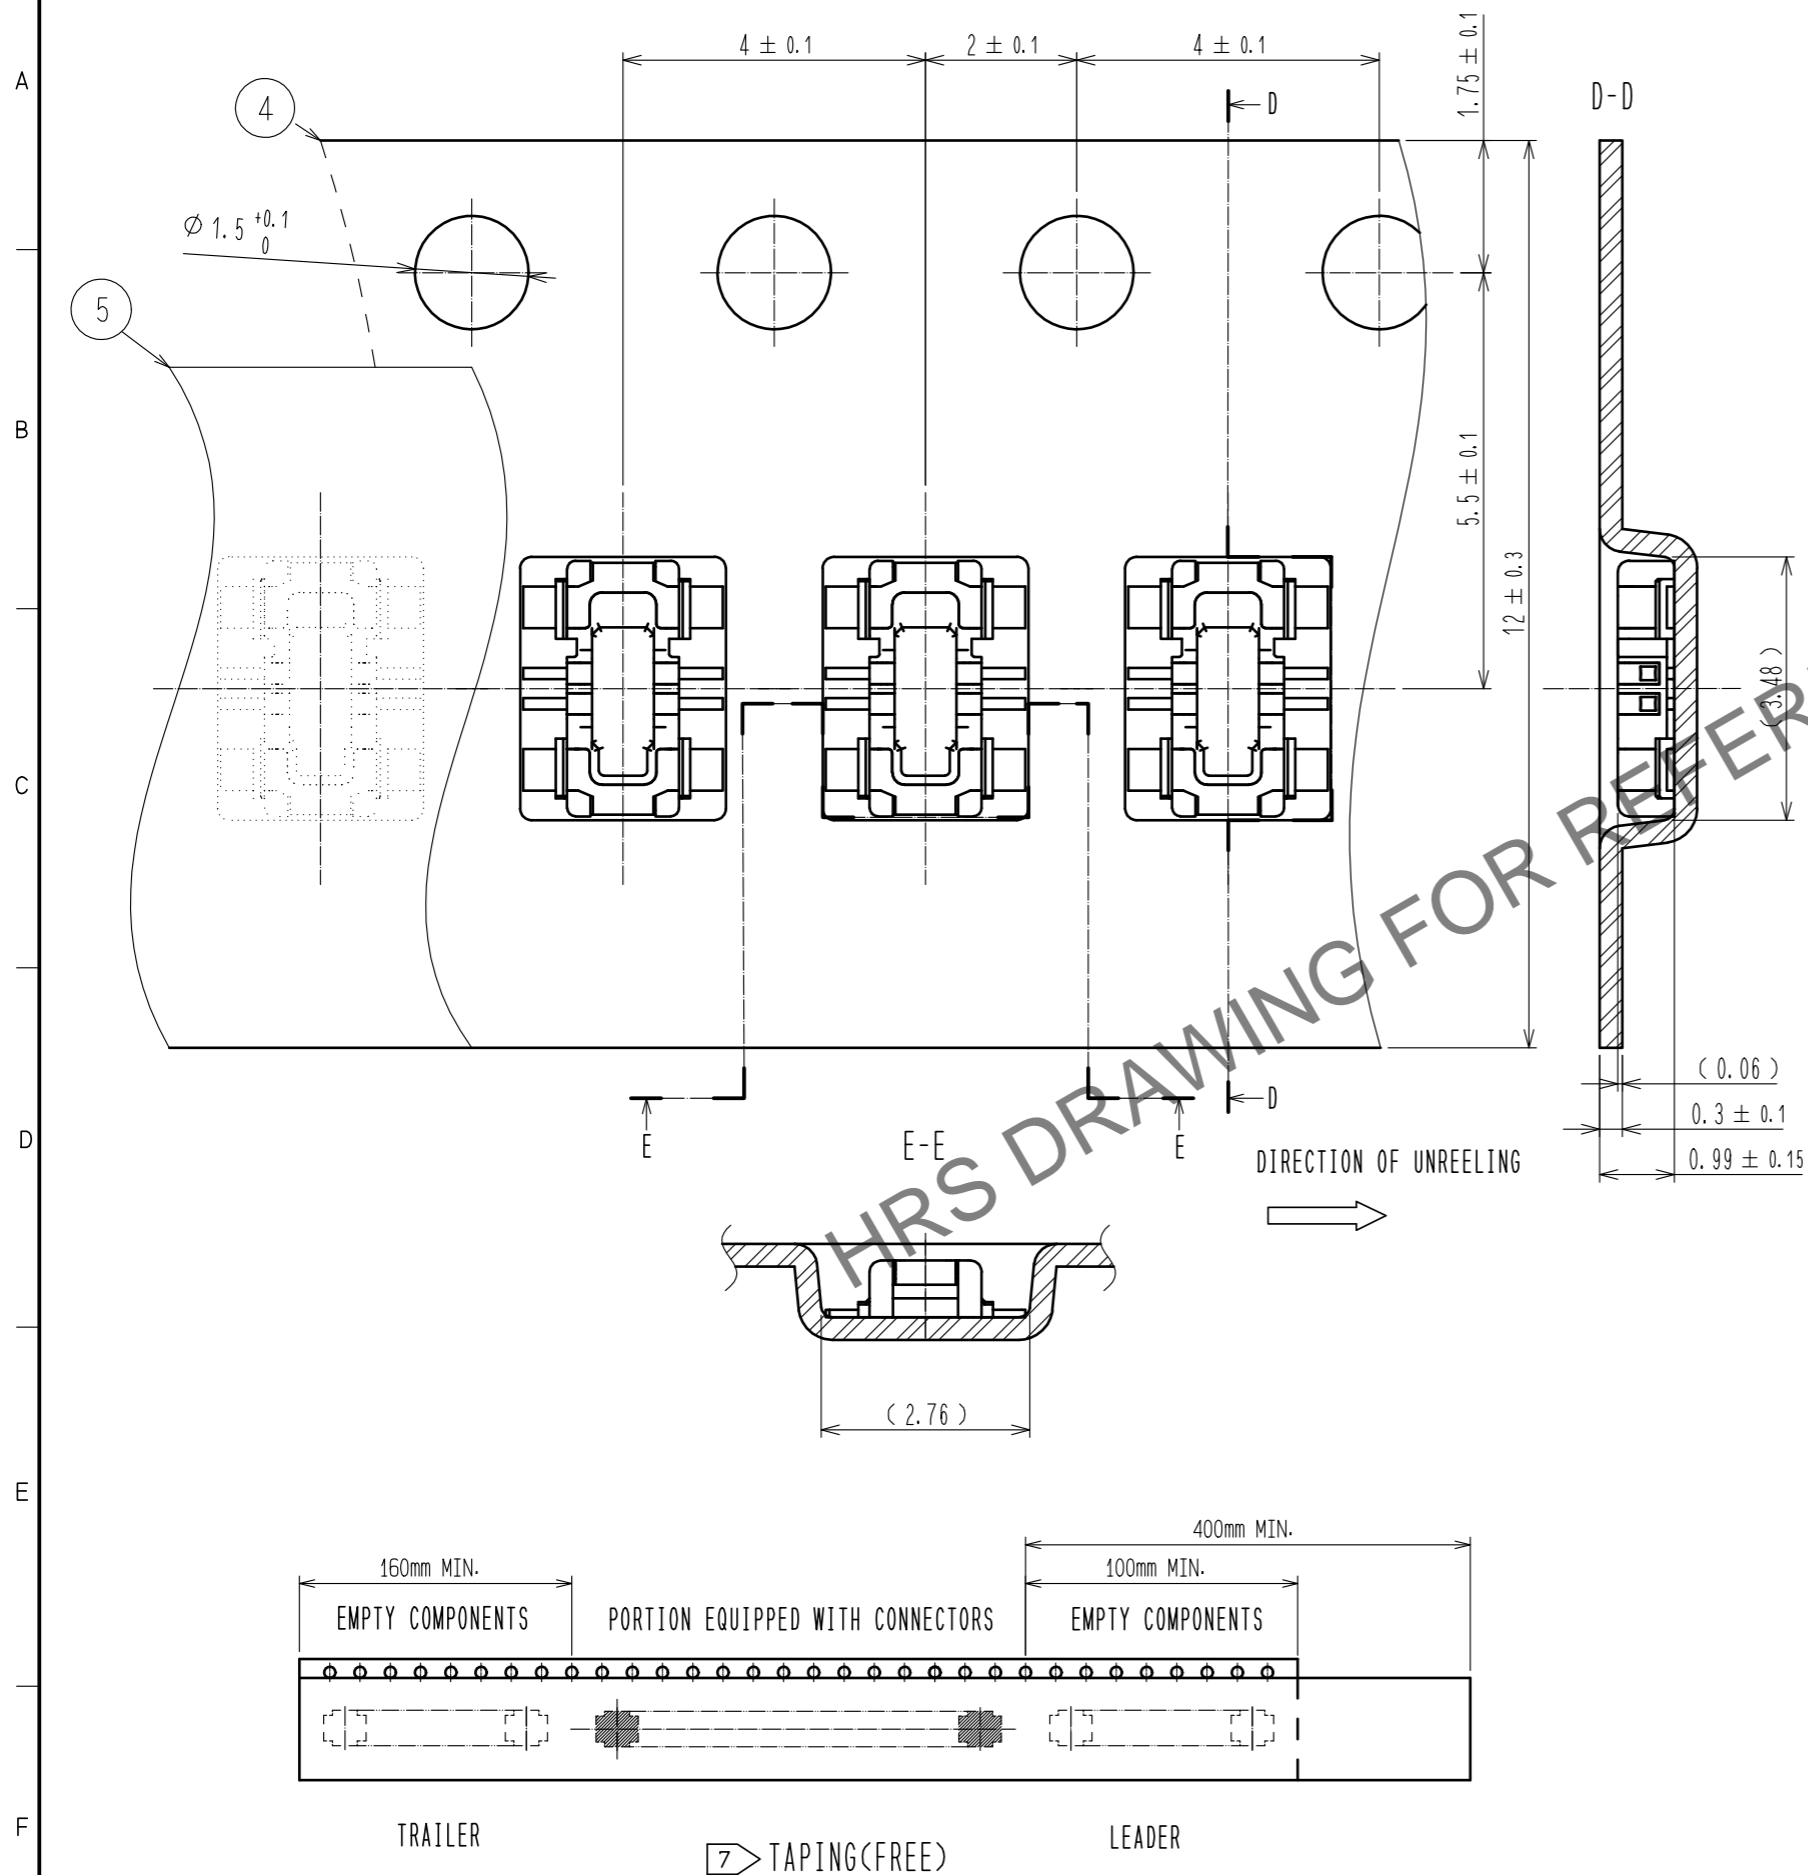 A
B
C
D
E
F
4 ± 0.1
2 ± 0.1
4 ± 0.1
1.75 ± 0.1
D
D-D
4
Ø 1.5 +0.1 0
5
5.5 ± 0.1
12 ± 0.3
(3.48)
(0.06)
0.3 ± 0.1
0.99 ± 0.15
E
E-E
E
D
DIRECTION OF UNREELING
HRS DRAWING FOR REFER
(2.76)
400mm MIN.
160mm MIN.
100mm MIN.
EMPTY COMPONENTS
PORTION EQUIPPED WITH CONNECTORS
EMPTY COMPONENTS
TRAILER
LEADER
7 TAPING(FREE)